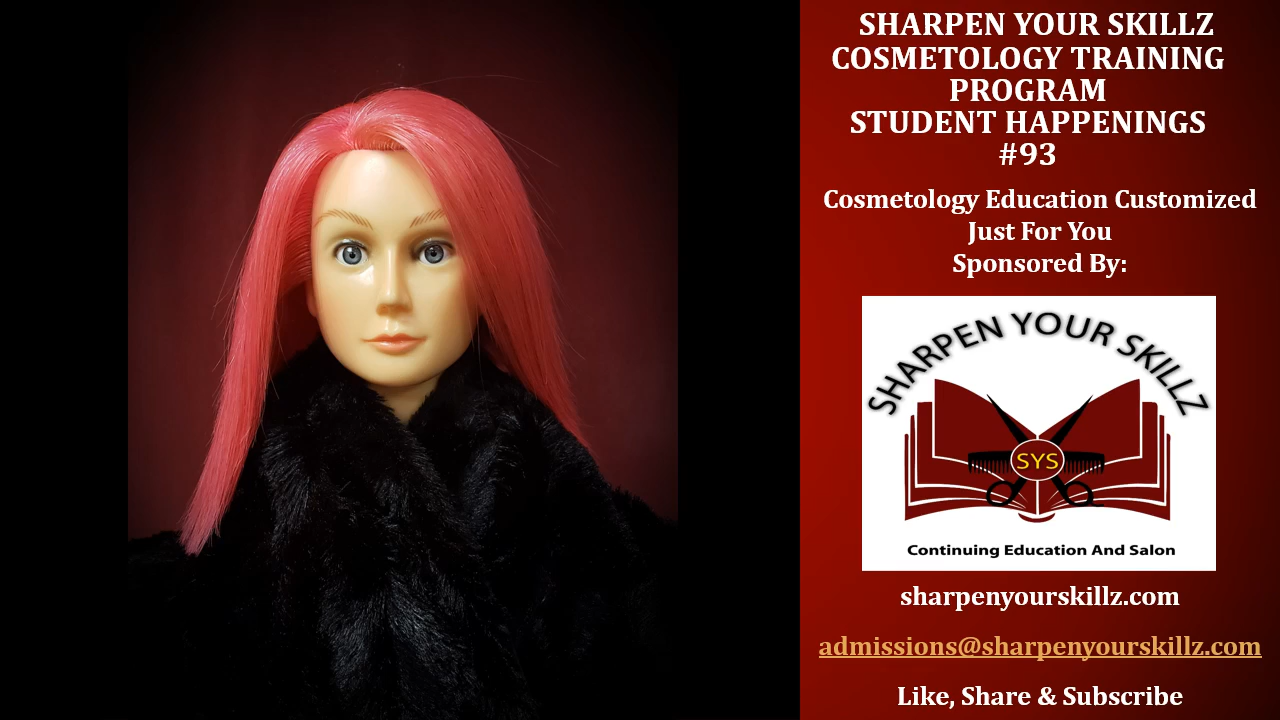 SHARPEN YOUR SKILLZ
COSMETOLOGY TRAINING
PROGRAM
STUDENT HAPPENINGS
#93
Cosmetology Education Customized
Just For You
Sponsored By:
SHARPEN YOUR SKILLZ
SYS
Continuing Education And Salon
sharpenyourskillz.com
admissions@sharpenyourskillz.com
Like, Share & Subscribe